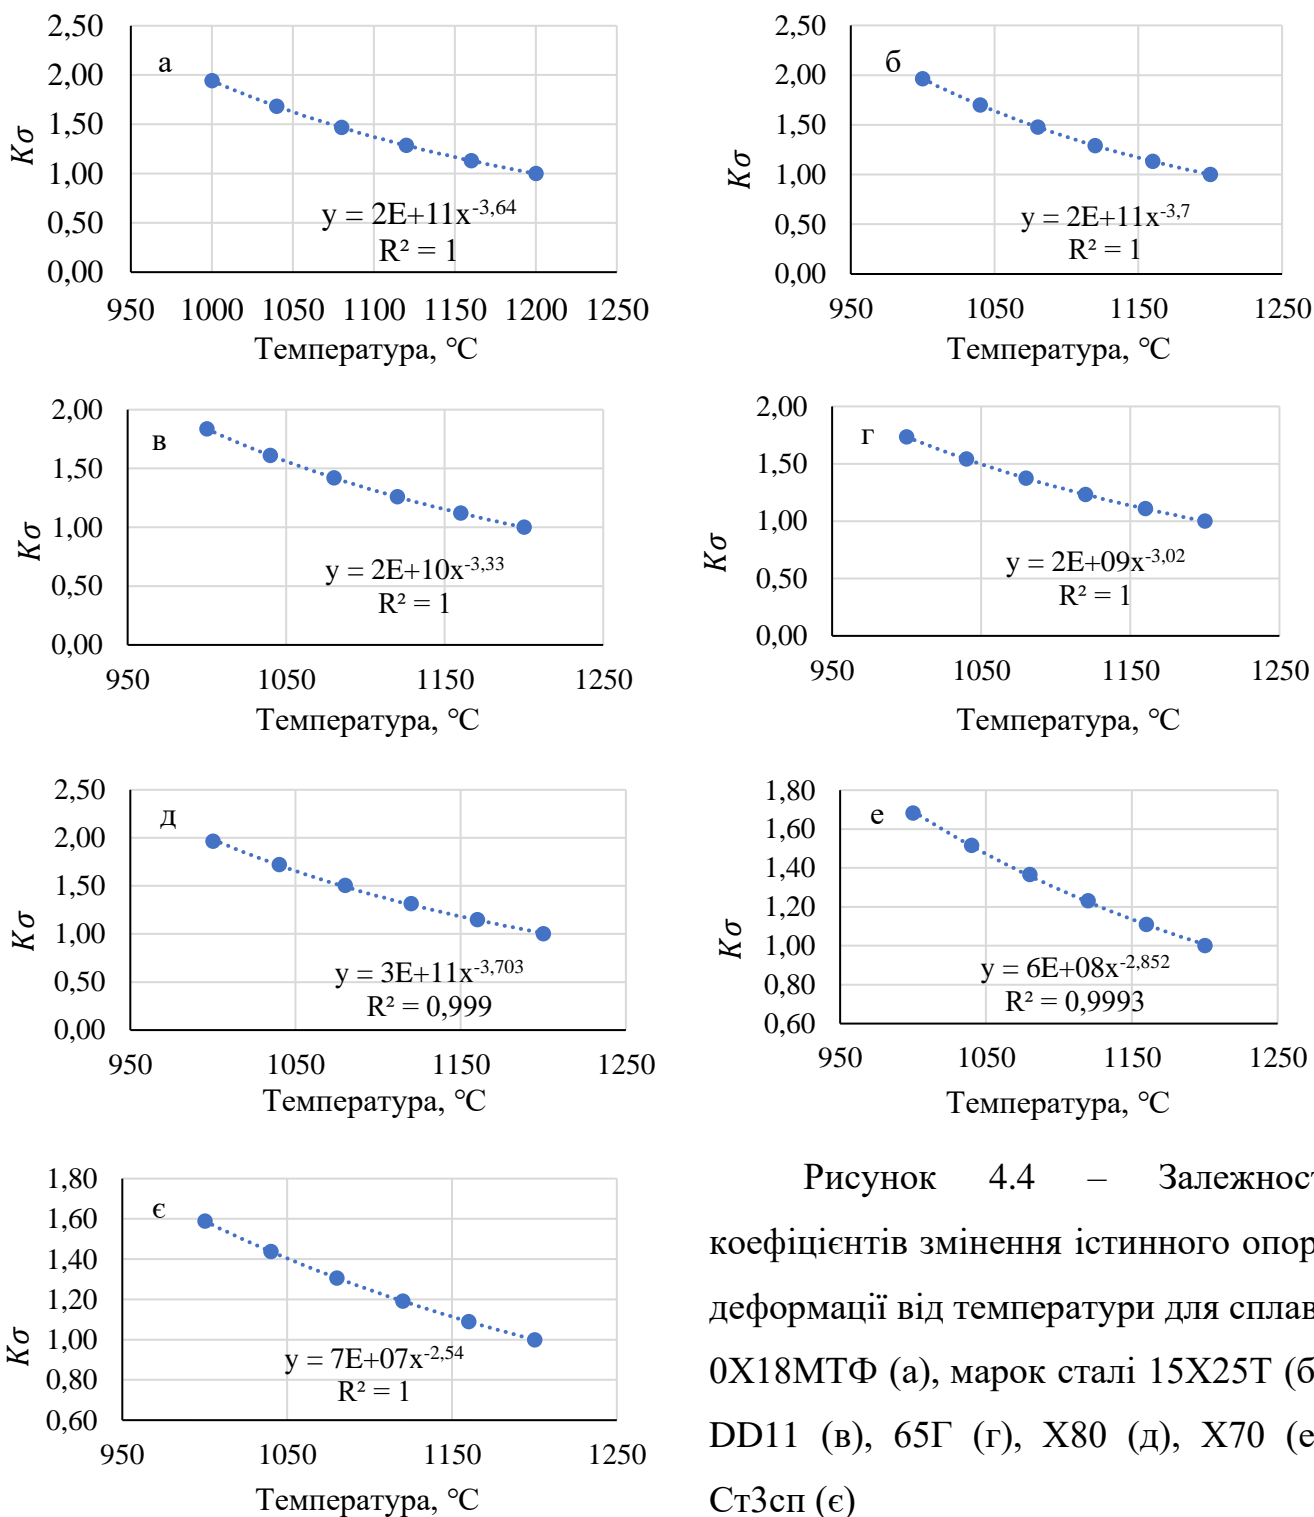 2,50
2,00
1,50
1,00
0,50
0,00
Kσ
а
y = 2E+11x-3,64
R² = 1
950 1000 1050 1100 1150 1200 1250
Температура, °C
2,50
2,00
1,50
1,00
0,50
0,00
Kσ
б
y = 2E+11x-3,7
R² = 1
950 1050 1150 1250
Температура, °C
2,00
1,50
1,00
0,50
0,00
Kσ
в
y = 2E+10x-3,33
R² = 1
950 1050 1150 1250
Температура, °C
2,00
1,50
1,00
0,50
0,00
Kσ
г
y = 2E+09x-3,02
R² = 1
950 1050 1150 1250
Температура, °C
2,50
2,00
1,50
1,00
0,50
0,00
Kσ
д
y = 3E+11x-3,703
R² = 0,999
950 1050 1150 1250
Температура, °C
1,80
1,60
1,40
1,20
1,00
0,80
0,60
Kσ
е
y = 6E+08x-2,852
R² = 0,9993
950 1050 1150 1250
Температура, °C
1,80
1,60
1,40
1,20
1,00
0,80
0,60
Kσ
є
y = 7E+07x-2,54
R² = 1
950 1050 1150 1250
Температура, °C
Рисунок 4.4 – Залежност
коефіцієнтів змінення істинного опор
деформації від температури для сплав
0Х18МТФ (а), марок сталі 15Х25Т (б
DD11 (в), 65Г (г), Х80 (д), Х70 (е
Ст3сп (є)